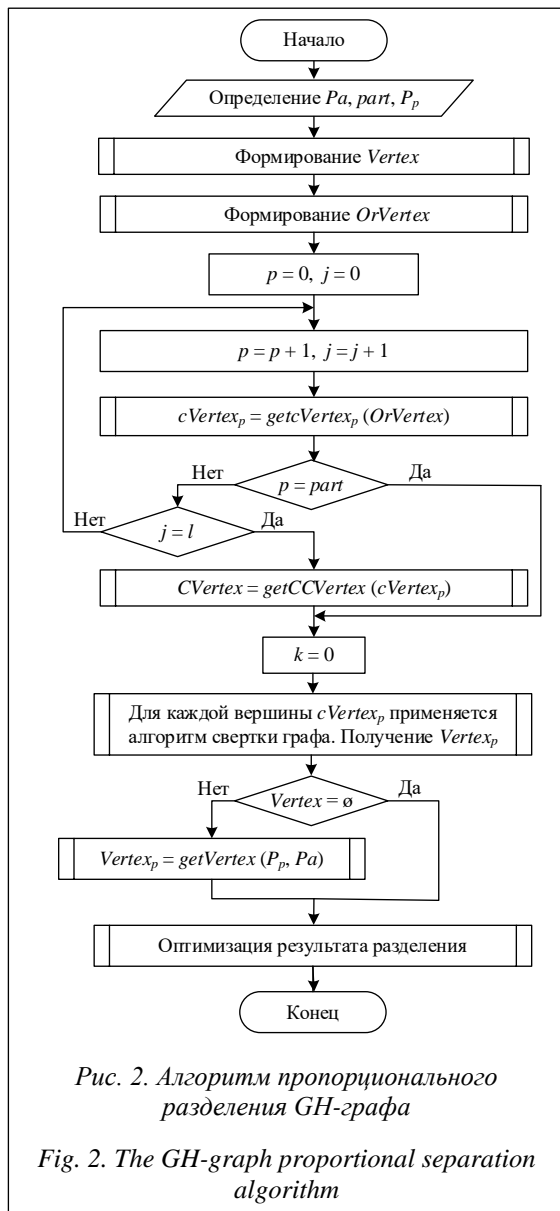 Начало
Определение Pa, part, Pₚ
Формирование Vertex
Формирование OrVertex
p = 0, j = 0
p = p + 1, j = j + 1
cVertexₚ = getcVertexₚ (OrVertex)
Нет
Да
p = part
Нет
Да
j = l
CVertex = getCCVertex (cVertexₚ)
k = 0
Для каждой вершины cVertexₚ применяется
алгоритм свертки графа. Получение Vertexₚ
Нет
Да
Vertex = ø
Vertexₚ = getVertex (Pₚ, Pa)
Оптимизация результата разделения
Конец
Рис. 2. Алгоритм пропорционального
разделения GH-графа
Fig. 2. The GH-graph proportional separation
algorithm